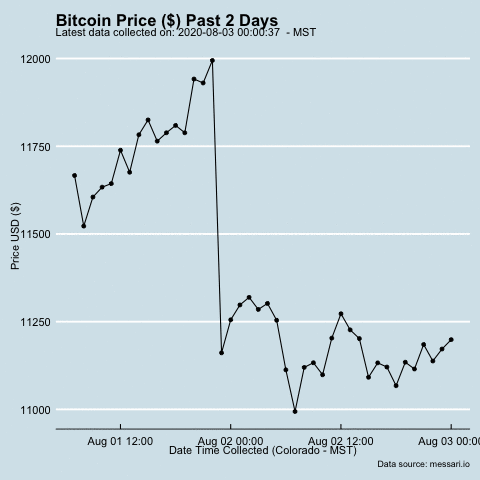 Bitcoin Price ($) Past 2 Days
Latest data collected on: 2020-08-03 00:00:37 - MST
12000
11750
11500
11250
11000
Price USD ($)
Aug 01 12:00 Aug 02 00:00 Aug 02 12:00 Aug 03 00:00
Date Time Collected (Colorado - MST)
Data source: messari.io